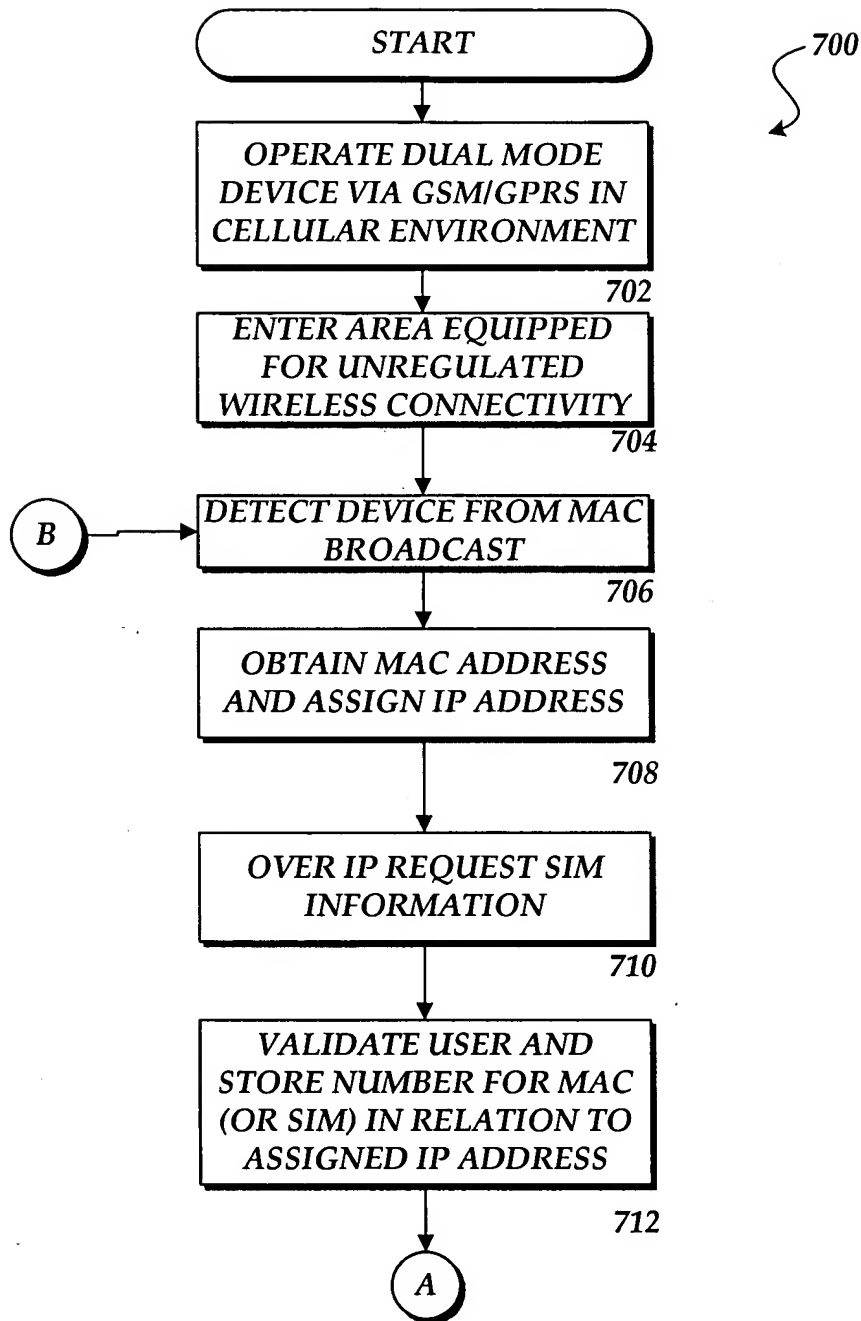 START
700
OPERATE DUAL MODE
DEVICE VIA GSM/GPRS IN
CELLULAR ENVIRONMENT
702
ENTER AREA EQUIPPED
FOR UNREGULATED
WIRELESS CONNECTIVITY
704
B
DETECT DEVICE FROM MAC
BROADCAST
706
OBTAIN MAC ADDRESS
AND ASSIGN IP ADDRESS
708
OVER IP REQUEST SIM
INFORMATION
710
VALIDATE USER AND
STORE NUMBER FOR MAC
(OR SIM) IN RELATION TO
ASSIGNED IP ADDRESS
712
A